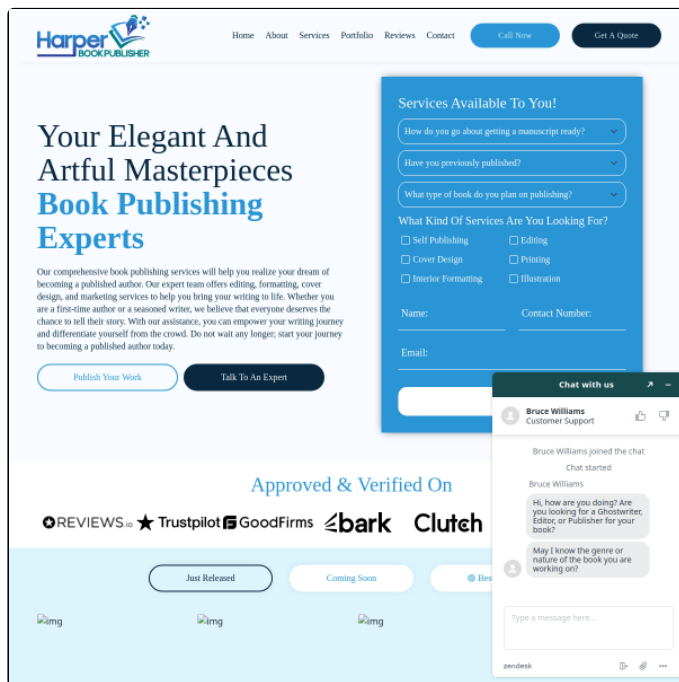 Harper
BOOK PUBLISHER
Home About Services Portfolio Reviews Contact Call Now Get A Quote
Your Elegant And
Artful Masterpieces
Book Publishing
Experts
Our comprehensive book publishing services will help you realize your dream of
becoming a published author. Our expert team offers editing, formatting, cover
design, and marketing services to help you bring your writing to life. Whether you
are a first-time author or a seasoned writer, we believe that everyone deserves the
chance to tell their story. With our assistance, you can empower your writing journey
and differentiate yourself from the crowd. Do not wait any longer; start your journey
to becoming a published author today.
Publish Your Work Talk To An Expert
Services Available To You!
How do you go about getting a manuscript ready?
Have you previously published?
What type of book do you plan on publishing?
What Kind Of Services Are You Looking For?
Self Publishing Editing
Cover Design Printing
Interior Formatting Illustration
Name: Contact Number:
Email:
Approved & Verified On
REVIEWS.io Trustpilot GoodFirms bark Clutch
Just Released Coming Soon Bes
img img img
Chat with us
Bruce Williams
Customer Support
Bruce Williams joined the chat
Chat started
Bruce Williams
Hi, how are you doing? Are
you looking for a Ghostwriter,
Editor, or Publisher for your
book?
May I know the genre or
nature of the book you are
working on?
Type a message here...
zendesk